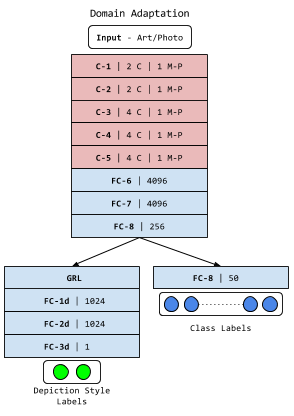 Domain Adaptation
Input - Art/Photo
C-1 | 2 C | 1 M-P
C-2 | 2 C | 1 M-P
C-3 | 4 C | 1 M-P
C-4 | 4 C | 1 M-P
C-5 | 4 C | 1 M-P
FC-6 | 4096
FC-7 | 4096
FC-8 | 256
GRL
FC-1d | 1024
FC-2d | 1024
FC-3d | 1
Depiction Style
Labels
FC-8 | 50
Class Labels